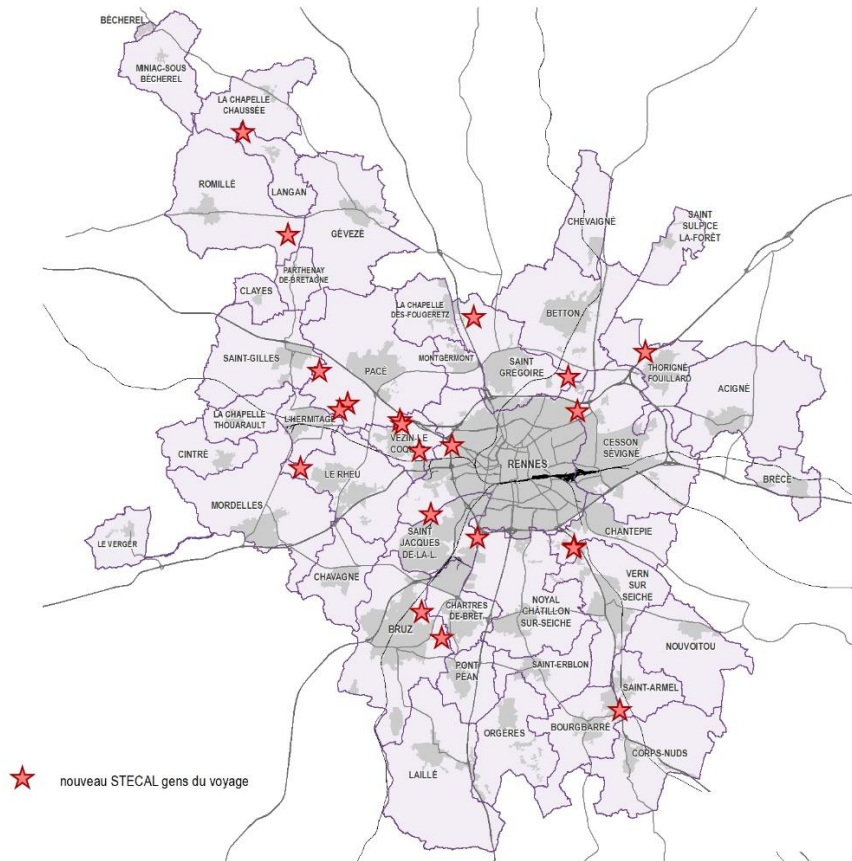 BÉCHEREL
MINIAC-SOUS
BÉCHEREL
LA CHAPELLE
CHAUSSÉE
ROMILLÉ
LANGAN
GÉVEZÉ
CHEVAIGNÉ
SAINT
SULPICE
LA-FORÊT
PARTHENAY
DE-BRETAGNE
CLAYES
LA CHAPELLE
DES-FOUGERETZ
BETTON
SAINT-GILLES
PACÉ
MONTGERMONT
SAINT
GRÉGOIRE
THORIGNÉ
FOUILLARD
ACIGNÉ
LA CHAPELLE
THOUARAULT
L'HERMITAGE
VEZIN-LE
COQ
CESSON
SÉVIGNÉ
CINTRÉ
LE RHEU
RENNES
BRÉCÉ
MORDELLES
LE VERGER
SAINT
JACQUES
DE-LA-L.
CHANTEPIE
CHAVAGNE
VERN
SUR
SEICHE
BRUZ
CHARTRES
DE-BRET.
NOYAL
CHÂTILLON
SUR-SEICHE
NOUVOITOU
PONT
PÉAN
SAINT-ERBLON
SAINT-ARMEL
ORGÈRES
BOURGBARRÉ
CORPS-NUDS
LAILLÉ
nouveau STECAL gens du voyage